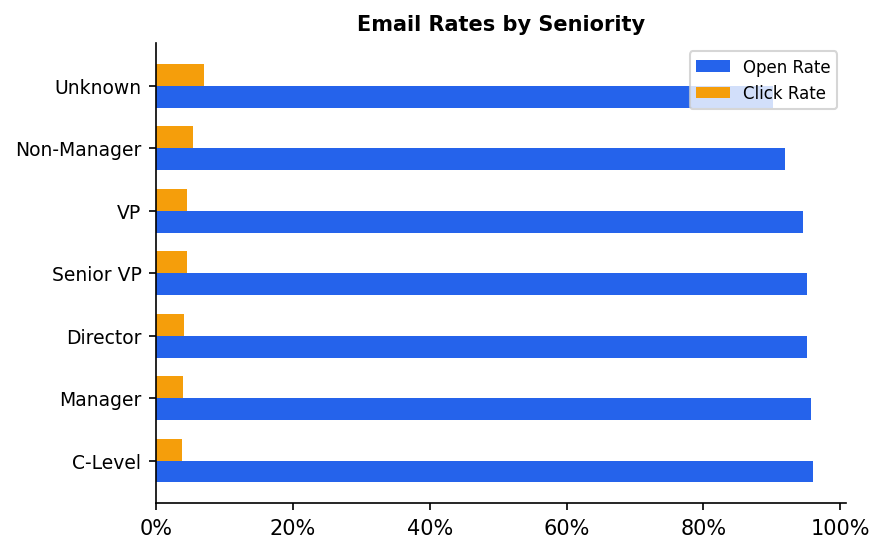 Email Rates by Seniority
Open Rate
Click Rate
Unknown
Non-Manager
VP
Senior VP
Director
Manager
C-Level
0% 20% 40% 60% 80% 100%